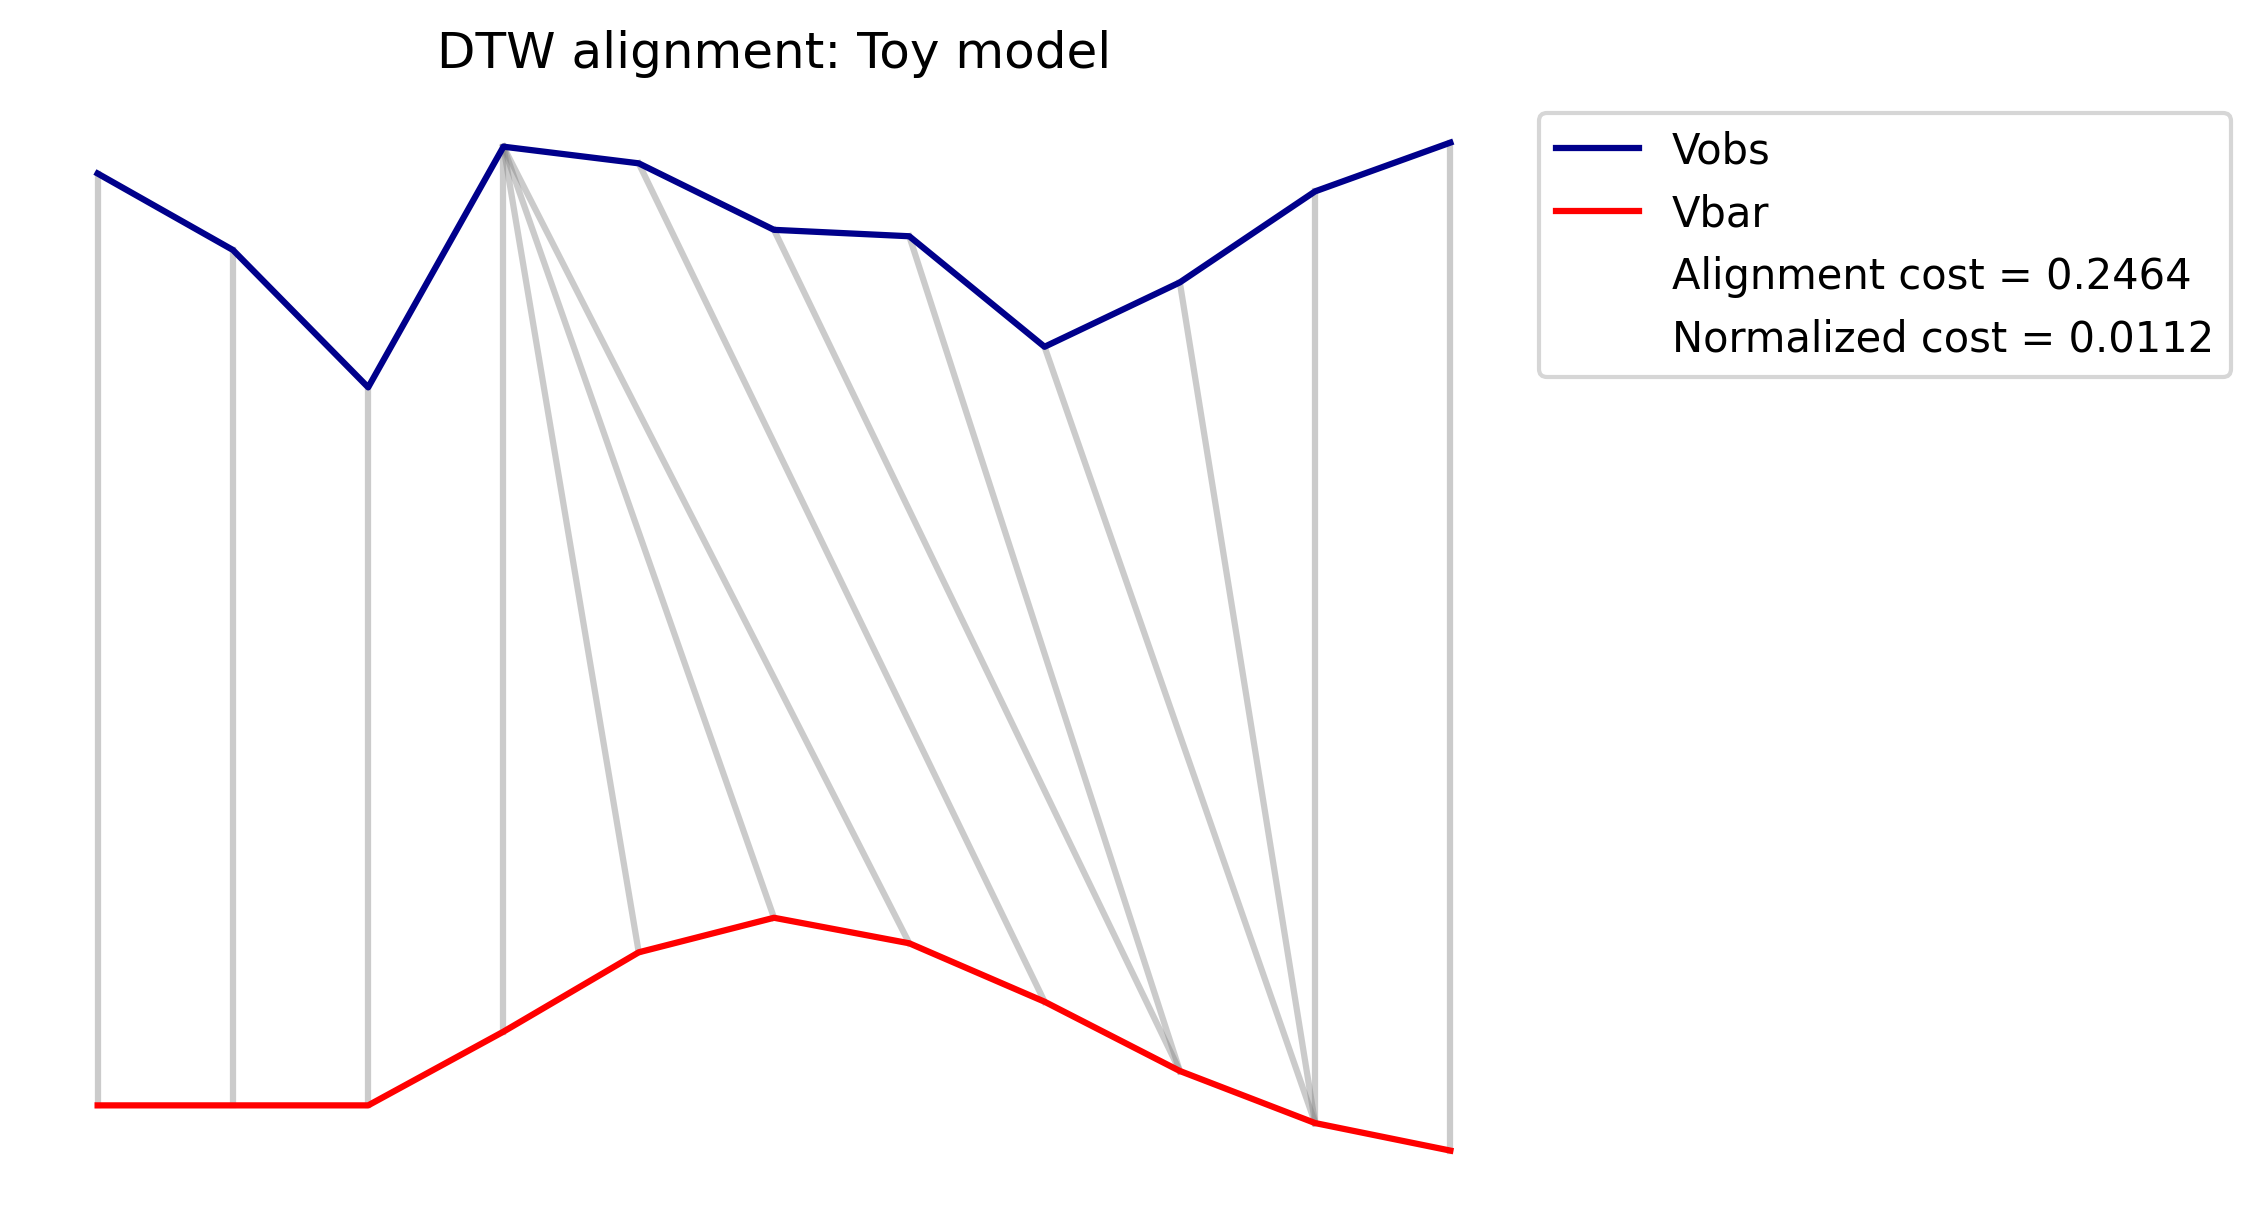 DTW alignment: Toy model
Vobs
Vbar
Alignment cost = 0.2464
Normalized cost = 0.0112